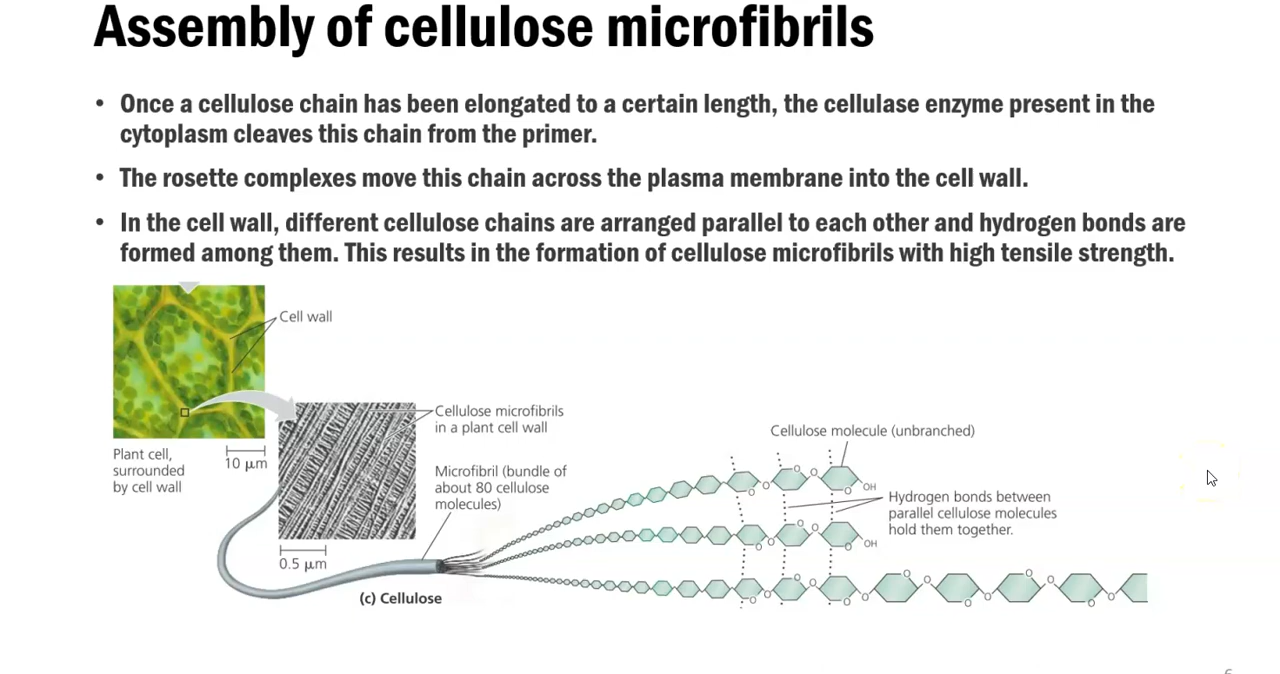 Assembly of cellulose microfibrils
• Once a cellulose chain has been elongated to a certain length, the cellulase enzyme present in the
cytoplasm cleaves this chain from the primer.
• The rosette complexes move this chain across the plasma membrane into the cell wall.
• In the cell wall, different cellulose chains are arranged parallel to each other and hydrogen bonds are
formed among them. This results in the formation of cellulose microfibrils with high tensile strength.
Cell wall
Plant cell,
surrounded
by cell wall
10 μm
Cellulose microfibrils
in a plant cell wall
Microfibril (bundle of
about 80 cellulose
molecules)
0.5 μm
(c) Cellulose
Cellulose molecule (unbranched)
Hydrogen bonds between
parallel cellulose molecules
hold them together.
O O O O OH
O O O O OH
O O O O O O O O O O O O O